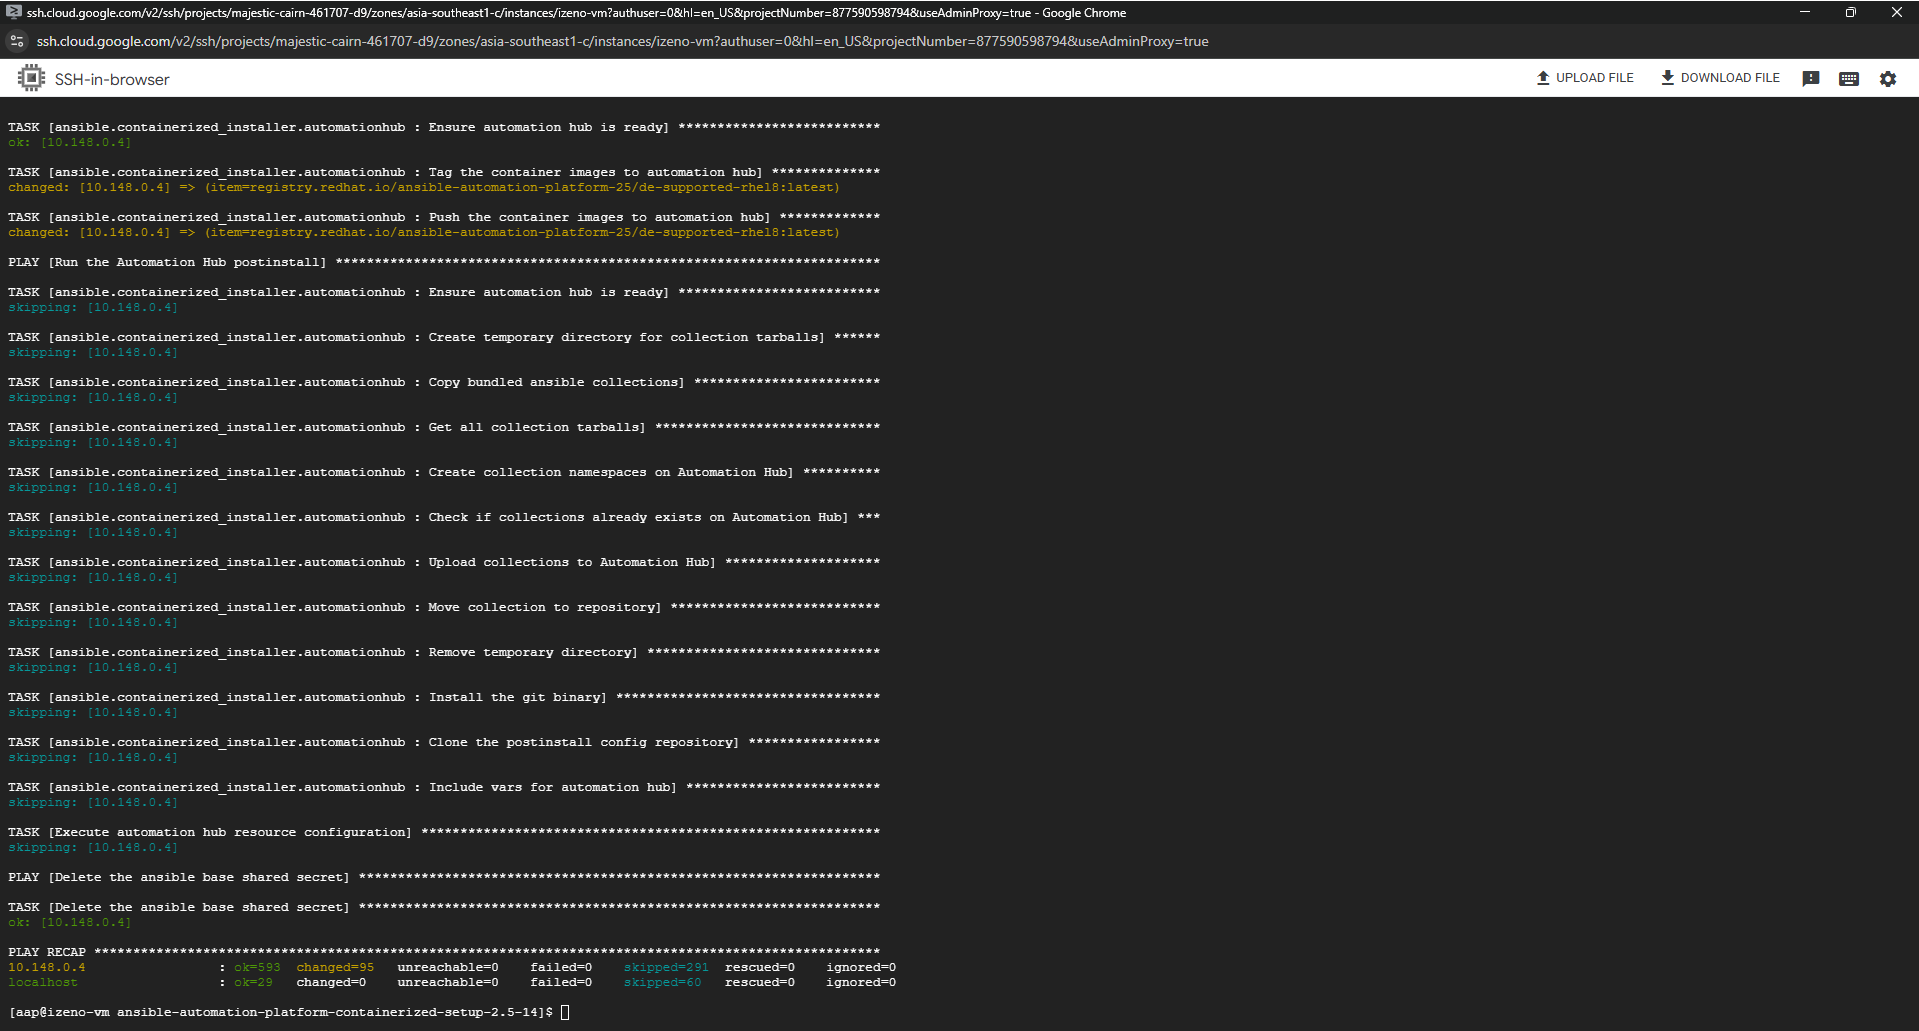 ssh.cloud.google.com/v2/ssh/projects/majestic-cairn-461707-d9/zones/asia-southeast1-c/instances/izeno-vm?authuser=0&hl=en_US&projectNumber=877590598794&useAdminProxy=true - Google Chrome
ssh.cloud.google.com/v2/ssh/projects/majestic-cairn-461707-d9/zones/asia-southeast1-c/instances/izeno-vm?authuser=0&hl=en_US&projectNumber=877590598794&useAdminProxy=true
SSH-in-browser UPLOAD FILE DOWNLOAD FILE
TASK [ansible.containerized_installer.automationhub : Ensure automation hub is ready] **************************
ok: [10.148.0.4]
TASK [ansible.containerized_installer.automationhub : Tag the container images to automation hub] **************
changed: [10.148.0.4] => (item=registry.redhat.io/ansible-automation-platform-25/de-supported-rhel8:latest)
TASK [ansible.containerized_installer.automationhub : Push the container images to automation hub] *************
changed: [10.148.0.4] => (item=registry.redhat.io/ansible-automation-platform-25/de-supported-rhel8:latest)
PLAY [Run the Automation Hub postinstall] **********************************************************************
TASK [ansible.containerized_installer.automationhub : Ensure automation hub is ready] **************************
skipping: [10.148.0.4]
TASK [ansible.containerized_installer.automationhub : Create temporary directory for collection tarballs] ******
skipping: [10.148.0.4]
TASK [ansible.containerized_installer.automationhub : Copy bundled ansible collections] ************************
skipping: [10.148.0.4]
TASK [ansible.containerized_installer.automationhub : Get all collection tarballs] *****************************
skipping: [10.148.0.4]
TASK [ansible.containerized_installer.automationhub : Create collection namespaces on Automation Hub] **********
skipping: [10.148.0.4]
TASK [ansible.containerized_installer.automationhub : Check if collections already exists on Automation Hub] ***
skipping: [10.148.0.4]
TASK [ansible.containerized_installer.automationhub : Upload collections to Automation Hub] ********************
skipping: [10.148.0.4]
TASK [ansible.containerized_installer.automationhub : Move collection to repository] ***************************
skipping: [10.148.0.4]
TASK [ansible.containerized_installer.automationhub : Remove temporary directory] ******************************
skipping: [10.148.0.4]
TASK [ansible.containerized_installer.automationhub : Install the git binary] **********************************
skipping: [10.148.0.4]
TASK [ansible.containerized_installer.automationhub : Clone the postinstall config repository] *****************
skipping: [10.148.0.4]
TASK [ansible.containerized_installer.automationhub : Include vars for automation hub] *************************
skipping: [10.148.0.4]
TASK [Execute automation hub resource configuration] ***********************************************************
skipping: [10.148.0.4]
PLAY [Delete the ansible base shared secret] *******************************************************************
TASK [Delete the ansible base shared secret] *******************************************************************
ok: [10.148.0.4]
PLAY RECAP *****************************************************************************************************
10.148.0.4 : ok=593 changed=95 unreachable=0 failed=0 skipped=291 rescued=0 ignored=0
localhost : ok=29 changed=0 unreachable=0 failed=0 skipped=60 rescued=0 ignored=0
[aap@izeno-vm ansible-automation-platform-containerized-setup-2.5-14]$